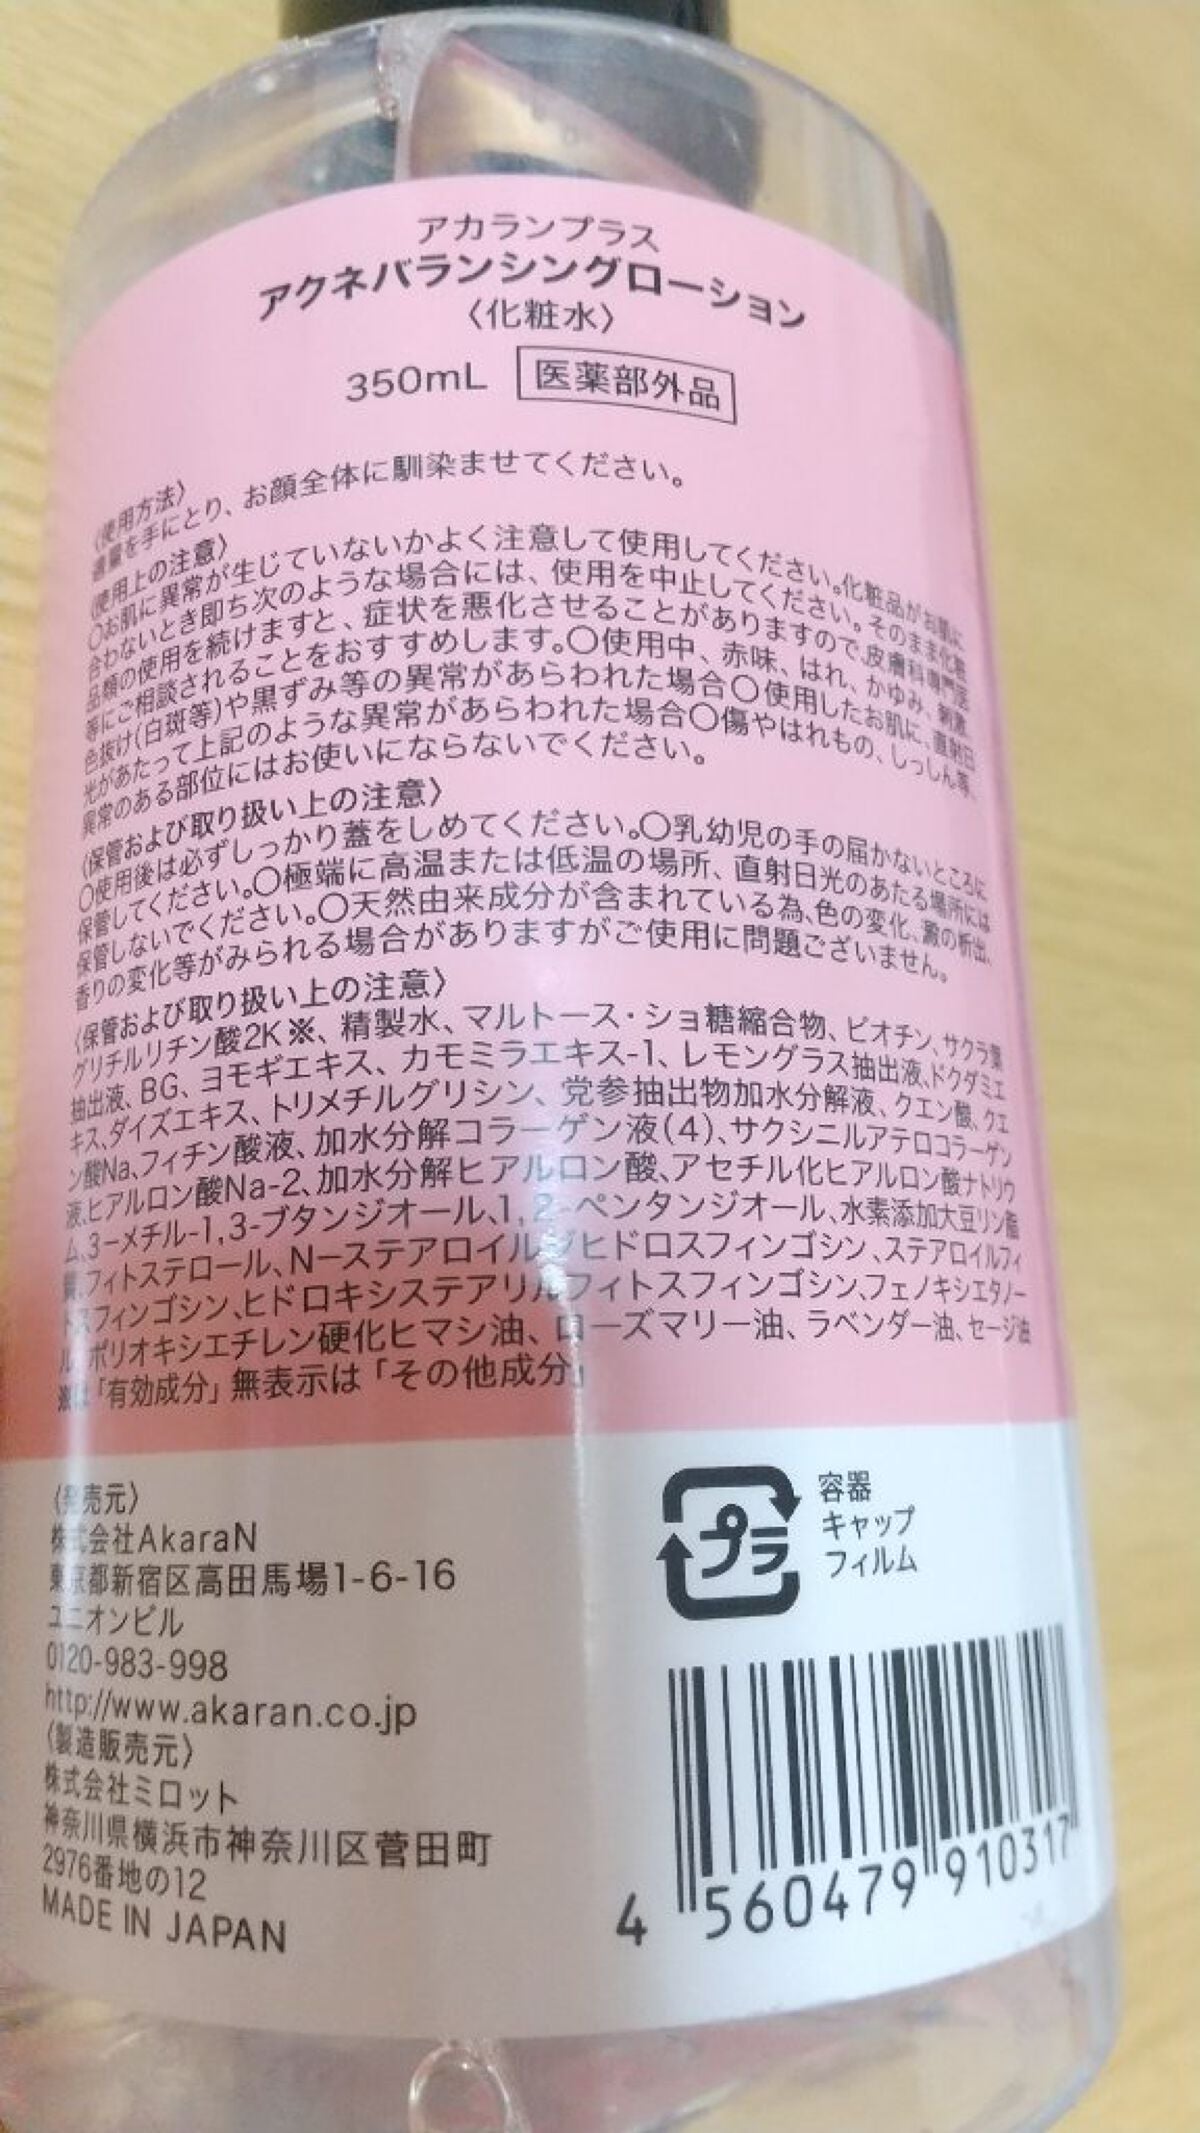 アカランプラス
アクネバランシングローション
〈化粧水〉
350mL 医薬部外品
〈使用方法〉
適量を手にとり、お顔全体に馴染ませてください。
〈使用上の注意〉
〇お肌に異常が生じていないかよく注意して使用してください。化粧品がお肌に
合わないとき即ち次のような場合には、使用を中止してください。そのまま化粧
品類の使用を続けますと、症状を悪化させることがありますので、皮膚科専門医
等にご相談されることをおすすめします。〇使用中、赤味、はれ、かゆみ、刺激、
色抜け(白斑等)や黒ずみ等の異常があらわれた場合〇使用したお肌に、直射日
光があたって上記のような異常があらわれた場合〇傷やはれもの、しっしん等、
異常のある部位にはお使いにならないでください。
〈保管および取り扱い上の注意〉
〇使用後は必ずしっかり蓋をしめてください。〇乳幼児の手の届かないところに
保管してください。〇極端に高温または低温の場所、直射日光のあたる場所には
保管しないでください。〇天然由来成分が含まれている為、色の変化、澱の析出、
香りの変化等がみられる場合がありますがご使用に問題ございません。
〈保管および取り扱い上の注意〉
グリチルリチン酸2K※、精製水、マルトース・ショ糖縮合物、ビオチン、サクラ葉
抽出液、BG、ヨモギエキス、カモミラエキス-1、レモングラス抽出液、ドクダミエ
キス、ダイズエキス、トリメチルグリシン、党参抽出物加水分解液、クエン酸、クエ
ン酸Na、フィチン酸液、加水分解コラーゲン液(4)、サクシニルアテロコラーゲン
液、ヒアルロン酸Na-2、加水分解ヒアルロン酸、アセチル化ヒアルロン酸ナトリウ
ム、3-メチル-1,3-ブタンジオール、1,2-ペンタンジオール、水素添加大豆リン脂
質、フィトステロール、N-ステアロイルジヒドロスフィンゴシン、ステアロイルフィ
トスフィンゴシン、ヒドロキシステアリルフィトスフィンゴシン、フェノキシエタノー
ル、ポリオキシエチレン硬化ヒマシ油、ローズマリー油、ラベンダー油、セージ油
「有効成分」無表示は「その他成分」
〈発売元〉
株式会社AkaraN
東京都新宿区高田馬場1-6-16
ユニオンビル
0120-983-998
http://www.akaran.co.jp
〈製造販売元〉
株式会社ミロット
神奈川県横浜市神奈川区菅田町
2976番地の12
MADE IN JAPAN
プラ
容器
キャップ
フィルム
4 560479 910317